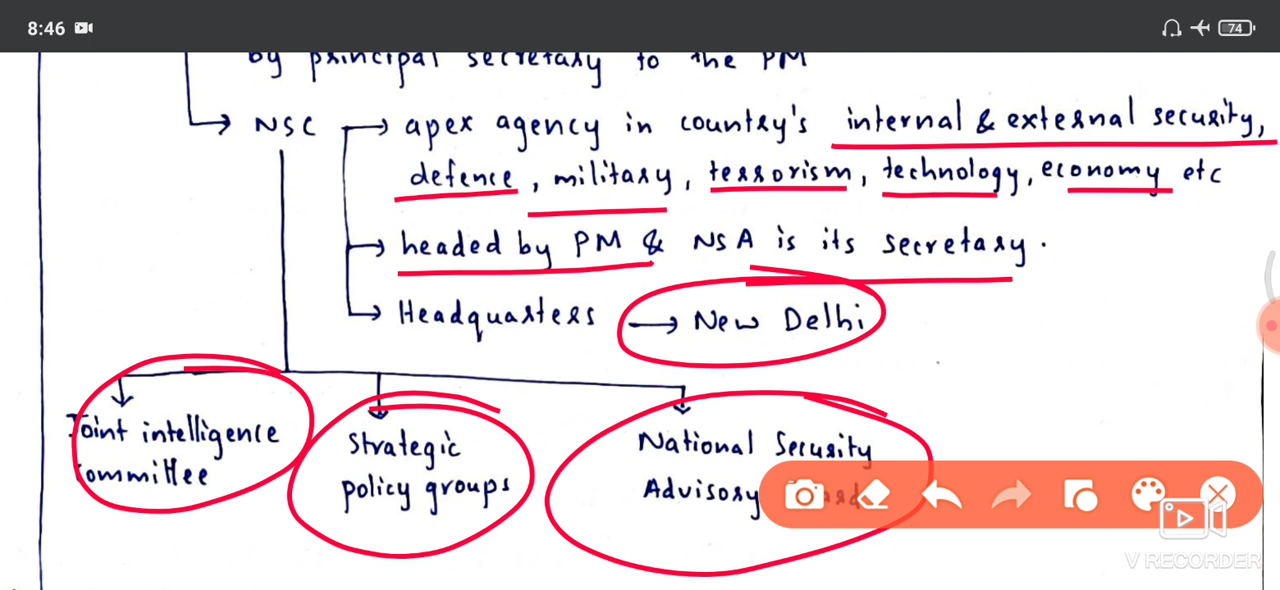 8:46
74
by principal secretary to the PM
NSC → apex agency in country's internal & external security,
defence, military, terrorism, technology, economy etc
→ headed by PM & NSA is its secretary.
→ Headquarters → New Delhi
Joint intelligence
committee
Strategic
policy groups
National Security
Advisory
V RECORDER